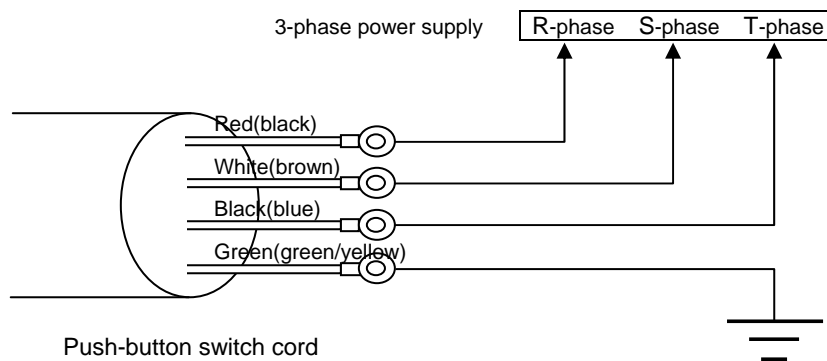 3-phase power supply R-phase S-phase T-phase
Red(black)
White(brown)
Black(blue)
Green(green/yellow)
Push-button switch cord